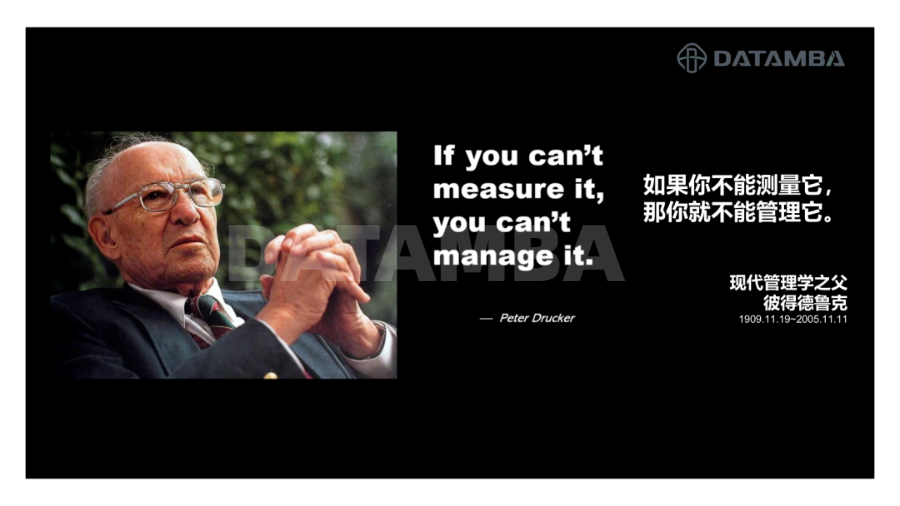 DATAMBA
If you can't
measure it,
you can't
manage it.
— Peter Drucker
如果你不能测量它，
那你就不能管理它。
现代管理学之父
彼得德鲁克
1909.11.19~2005.11.11
DATAMBA